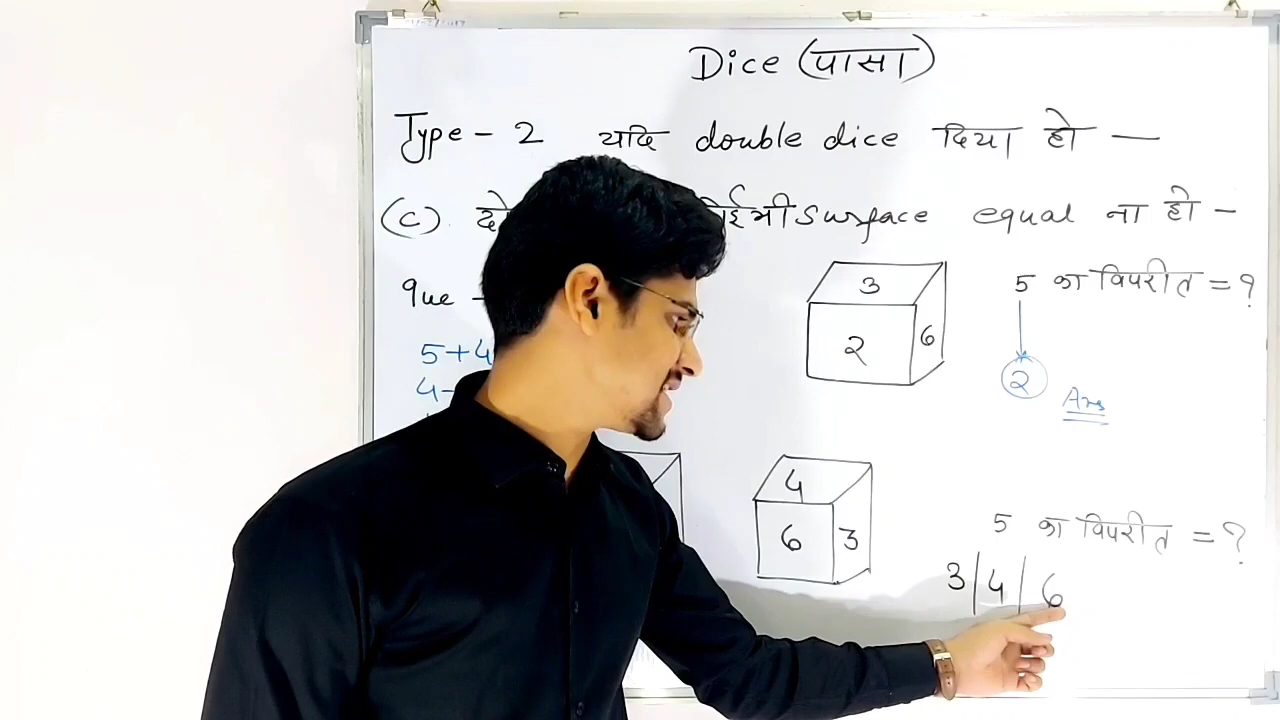 Dice (पासा)
Type - 2 यदि double dice दिया हो —
(c). Surface equal ना हो -
que -
5 का विपरीत = ?
3
2
6
5+4
4-
2
Ans
4
6
3
5 का विपरीत = ?
3 | 4 | 6